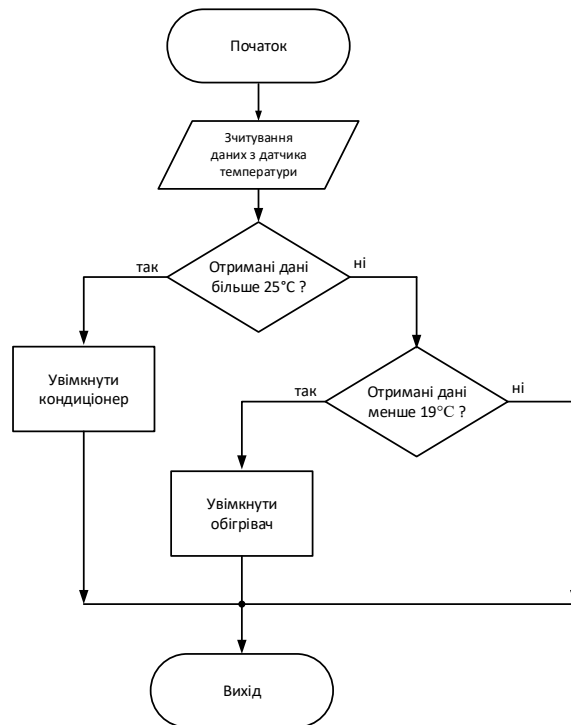 Початок
Зчитування
даних з датчика
температури
так
Отримані дані
більше 25°C ?
ні
Увімкнути
кондиціонер
так
Отримані дані
менше 19°C ?
ні
Увімкнути
обігрівач
Вихід